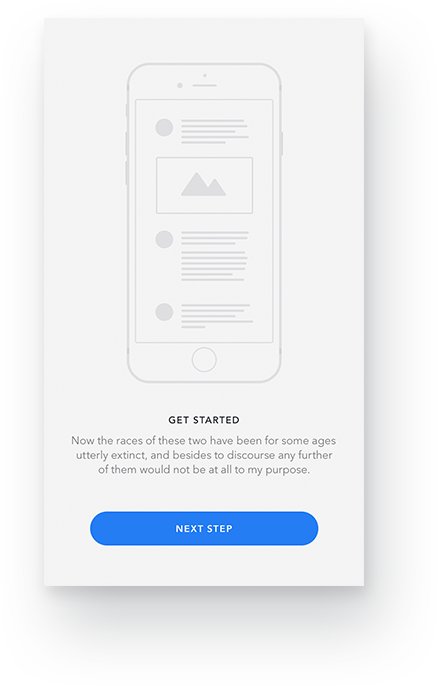 GET STARTED
Now the races of these two have been for some ages
utterly extinct, and besides to discourse any further
of them would not be at all to my purpose.
NEXT STEP